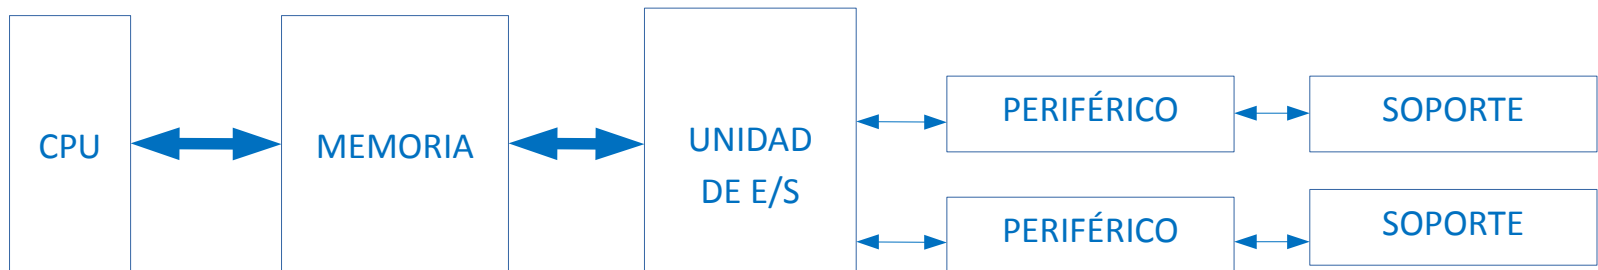 CPU
MEMORIA
UNIDAD
DE E/S
PERIFÉRICO
SOPORTE
PERIFÉRICO
SOPORTE